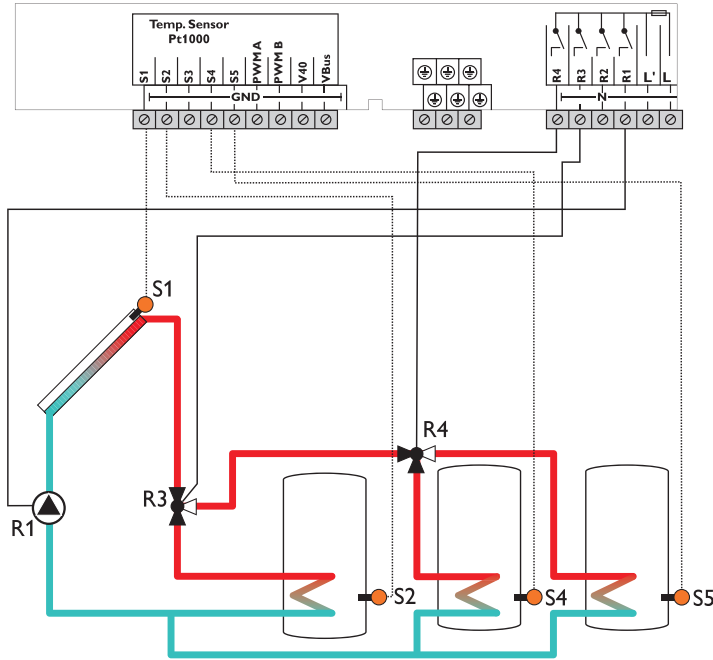 Temp. Sensor
Pt1000
S1 S2 S3 S4 S5 PWM A PWM B V40 VBus
GND
R4 R3 R2 R1 L' L
N
S1
R4
R3
R1
S2
S4
S5